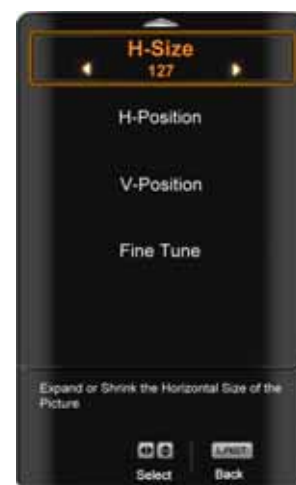 H-Size
127
H-Position
V-Position
Fine Tune
Expand or Shrink the Horizontal Size of the
Picture
Select Back